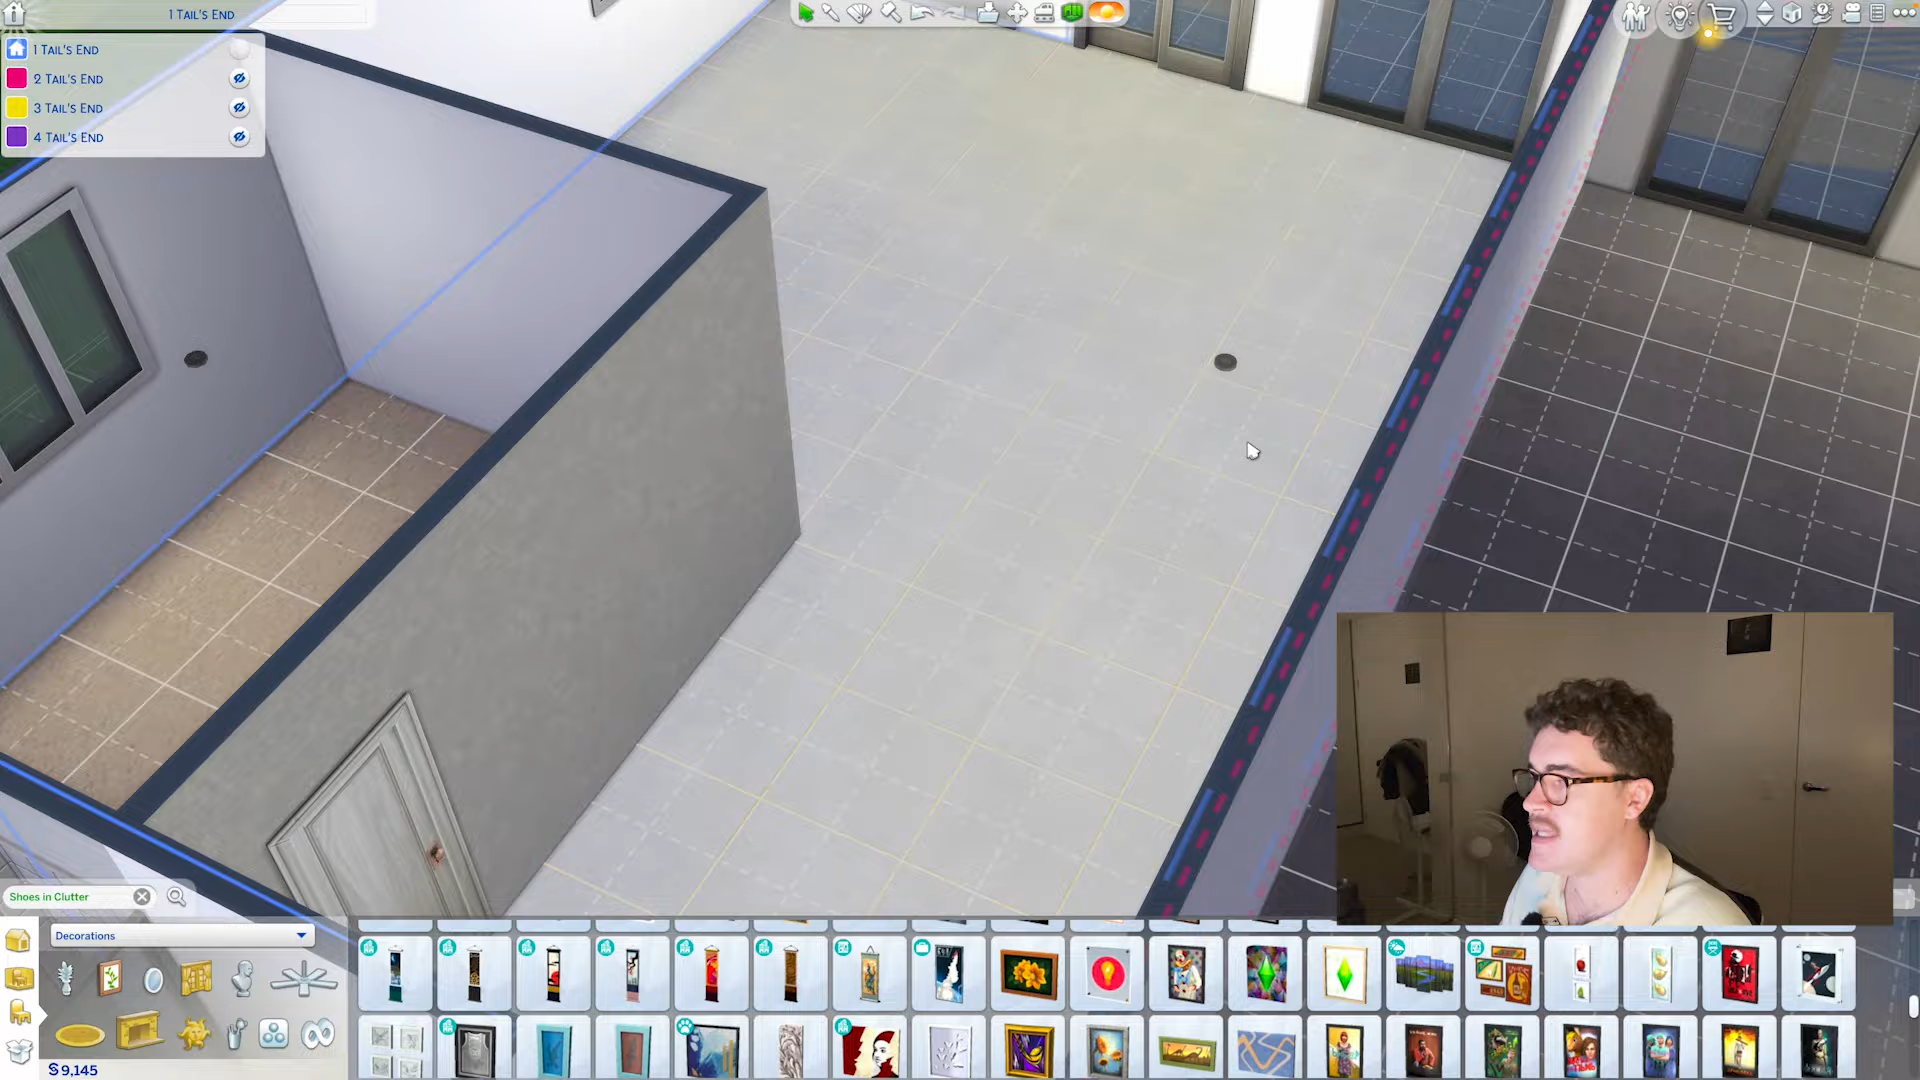 1 TAIL'S END
1 TAIL'S END
2 TAIL'S END
3 TAIL'S END
4 TAIL'S END
Shoes in Clutter
Decorations
§9,145